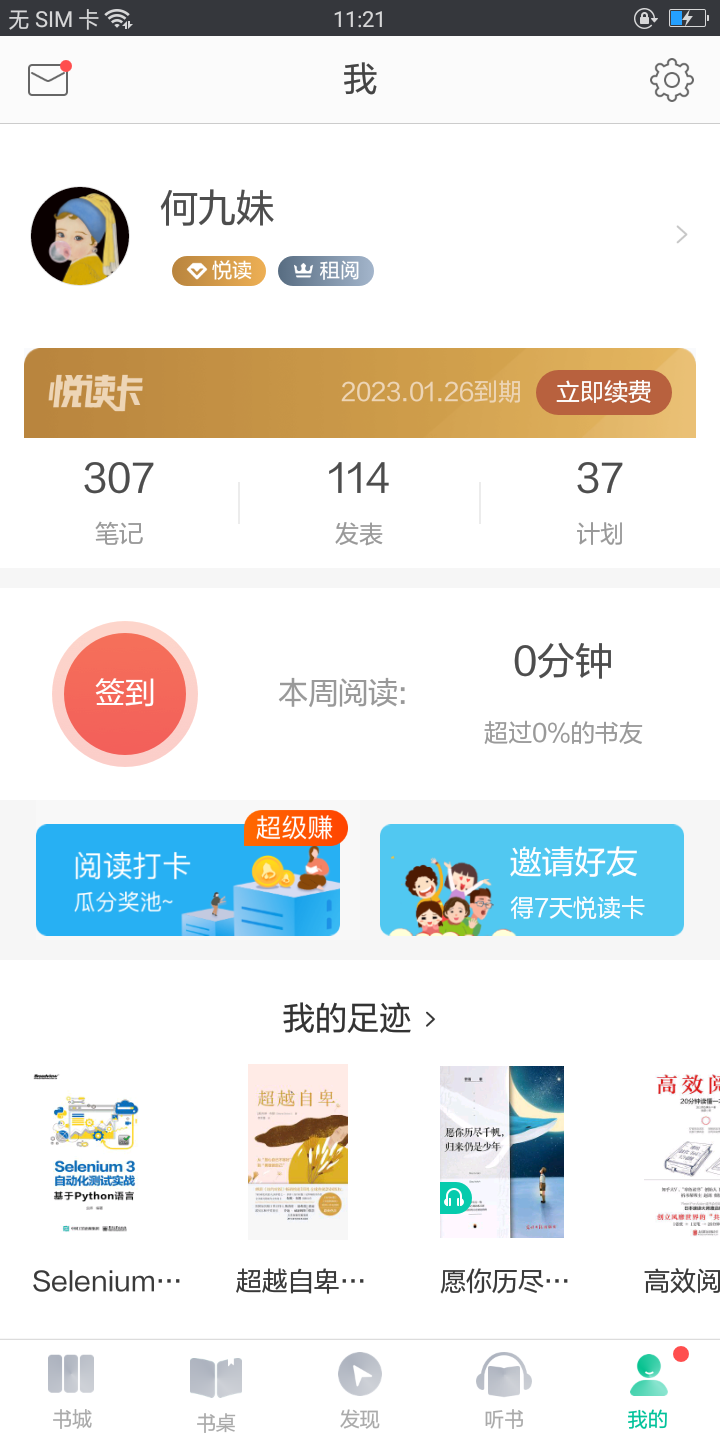 无 SIM 卡
11:21
我
何九妹
悦读
租阅
悦读卡
2023.01.26到期
立即续费
307
114
37
笔记
发表
计划
签到
本周阅读:
0分钟
超过0%的书友
超级赚
阅读打卡
瓜分奖池~
邀请好友
得7天悦读卡
我的足迹
Selenium 3
自动化测试实战
基于Python语言
超越自卑
愿你历尽千帆,
归来仍是少年
高效阅
Selenium…
超越自卑…
愿你历尽…
高效阅
书城
书桌
发现
听书
我的